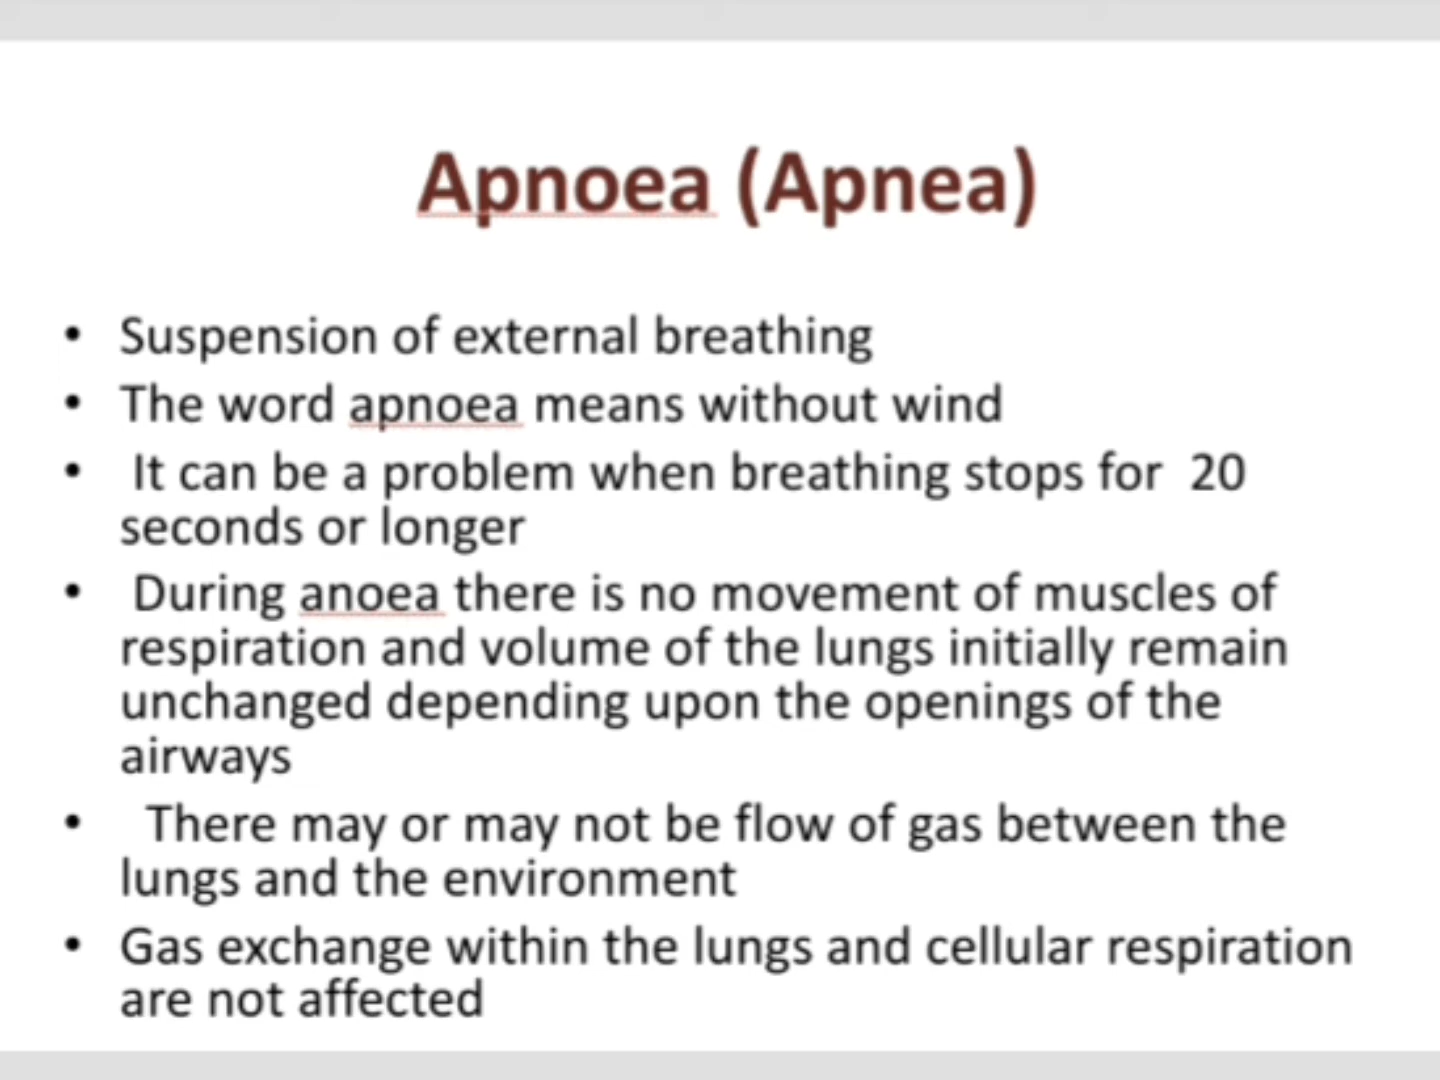 Apnoea (Apnea)
• Suspension of external breathing
• The word apnoea means without wind
• It can be a problem when breathing stops for 20
seconds or longer
• During anoea there is no movement of muscles of
respiration and volume of the lungs initially remain
unchanged depending upon the openings of the
airways
• There may or may not be flow of gas between the
lungs and the environment
• Gas exchange within the lungs and cellular respiration
are not affected